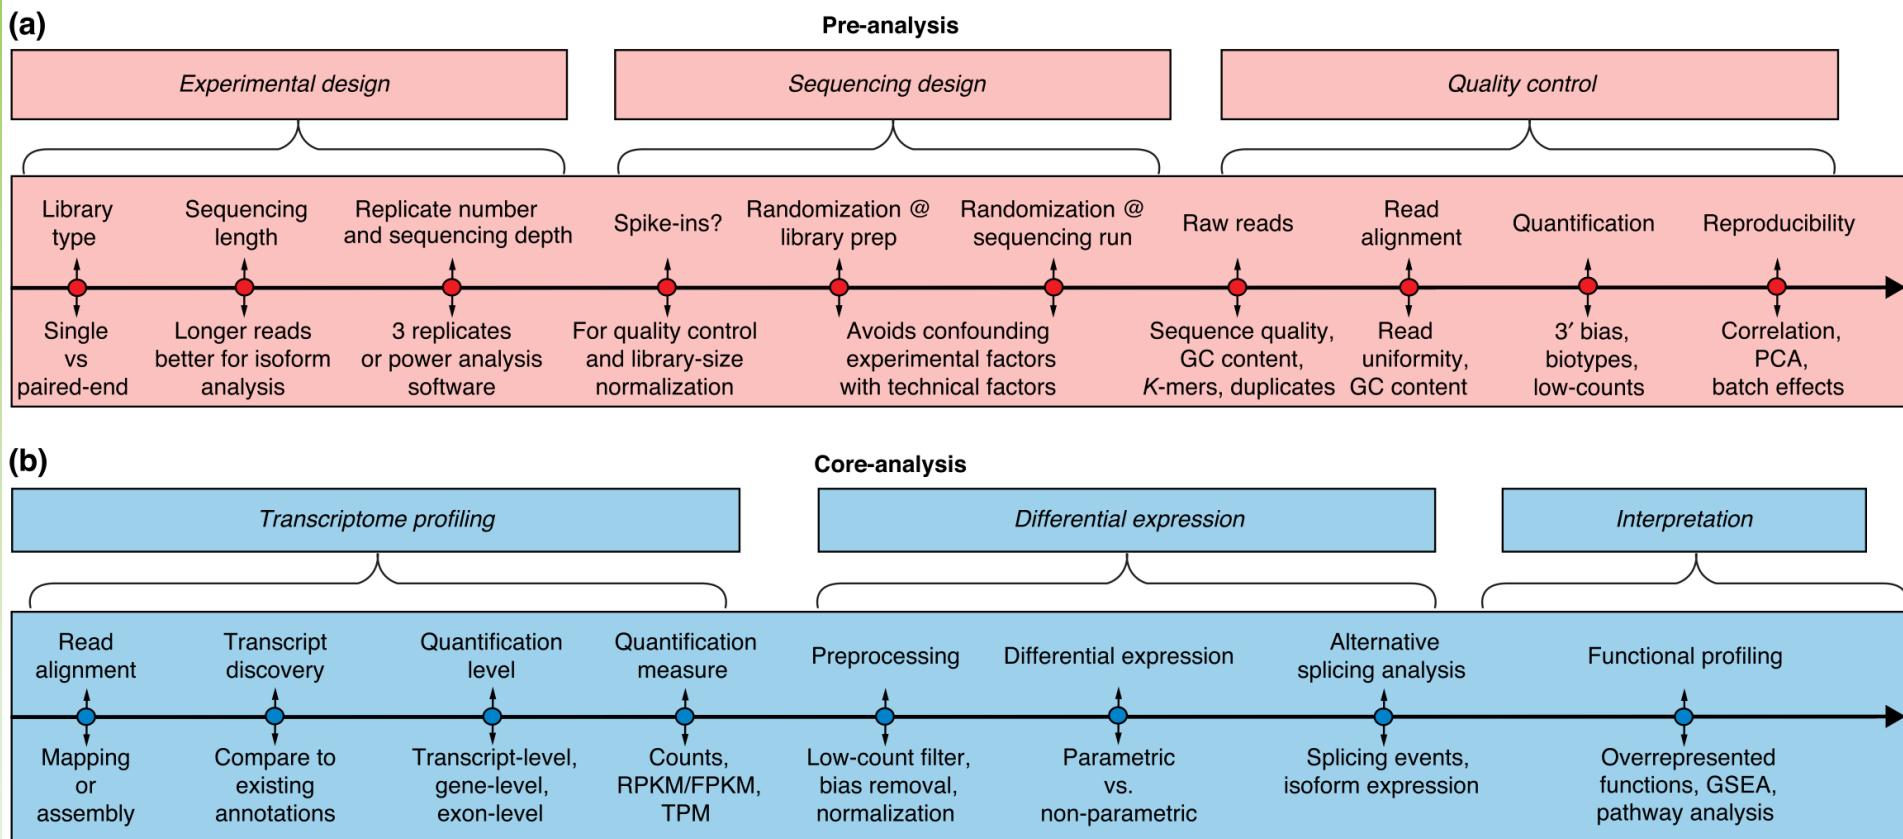 (a)
Pre-analysis
Experimental design
Sequencing design
Quality control
Library
type
Sequencing
length
Replicate number
and sequencing depth
Spike-ins?
Randomization @
library prep
Randomization @
sequencing run
Raw reads
Read
alignment
Quantification
Reproducibility
Single
vs
paired-end
Longer reads
better for isoform
analysis
3 replicates
or power analysis
software
For quality control
and library-size
normalization
Avoids confounding
experimental factors
with technical factors
Sequence quality,
GC content,
K-mers, duplicates
Read
uniformity,
GC content
3′ bias,
biotypes,
low-counts
Correlation,
PCA,
batch effects
(b)
Core-analysis
Transcriptome profiling
Differential expression
Interpretation
Read
alignment
Transcript
discovery
Quantification
level
Quantification
measure
Preprocessing
Differential expression
Alternative
splicing analysis
Functional profiling
Mapping
or
assembly
Compare to
existing
annotations
Transcript-level,
gene-level,
exon-level
Counts,
RPKM/FPKM,
TPM
Low-count filter,
bias removal,
normalization
Parametric
vs.
non-parametric
Splicing events,
isoform expression
Overrepresented
functions, GSEA,
pathway analysis